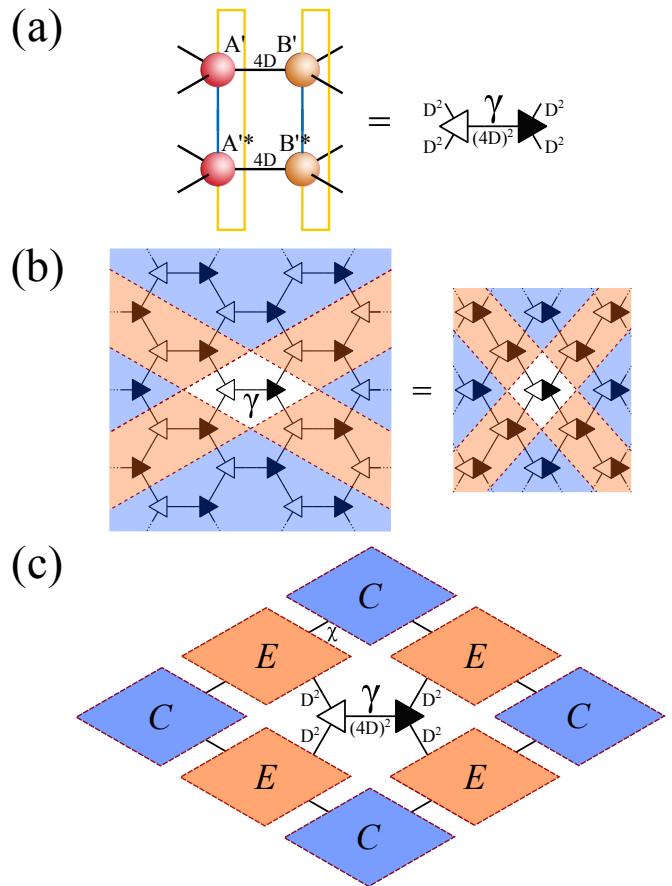 (a)
A' 4D B'
A'* 4D B'*
=
γ
D² (4D)² D²
D² D²
(b)
γ
=
(c)
C
E χ E
D² γ D²
C (4D)² C
D² D²
E E
C